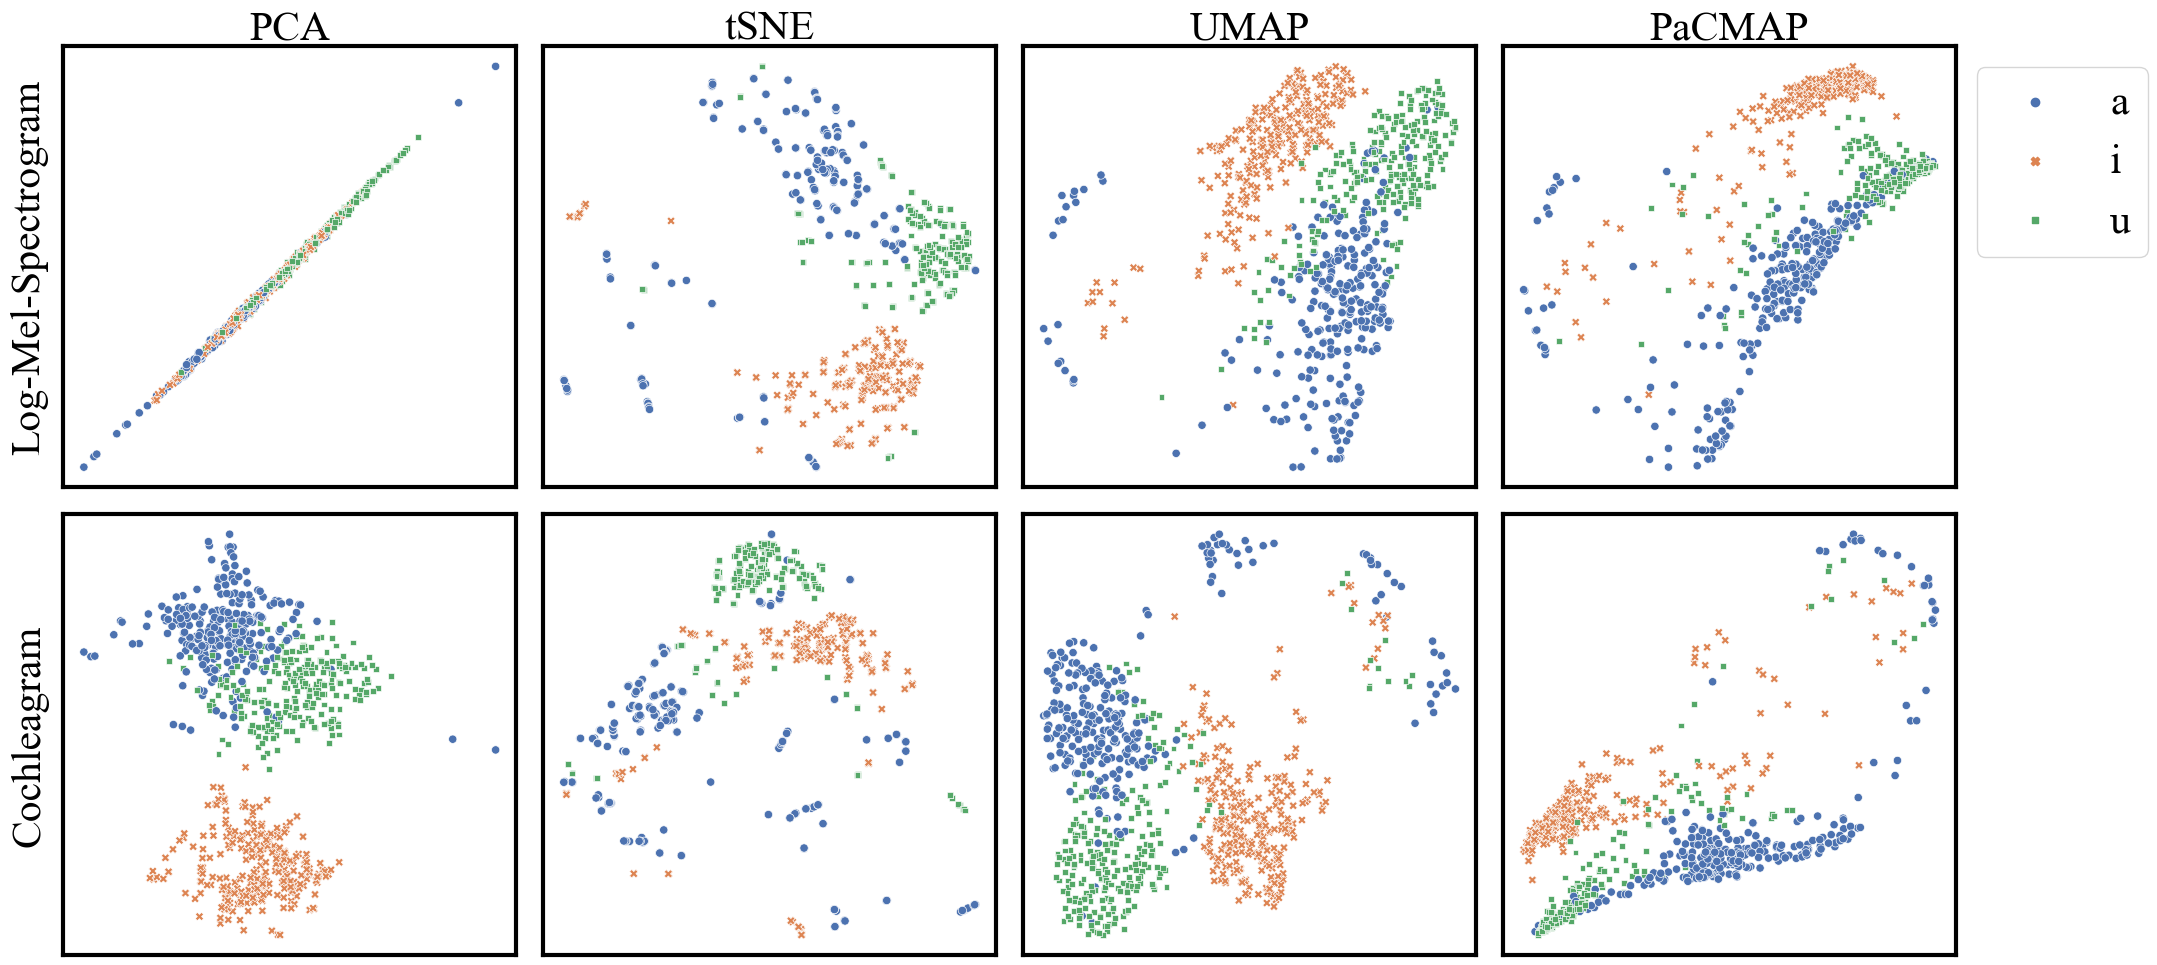 PCA
tSNE
UMAP
PaCMAP
Log-Mel-Spectrogram
a
i
u
Cochleagram